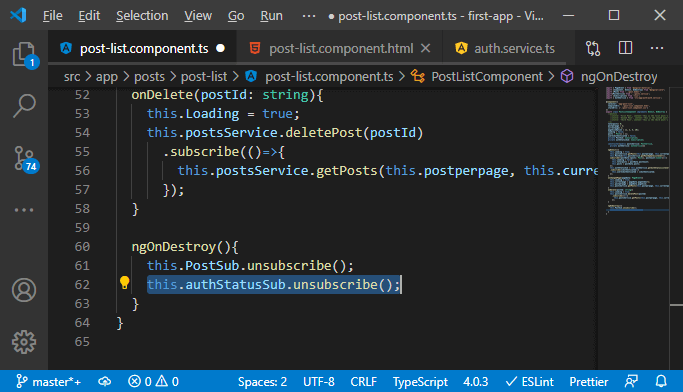 File Edit Selection View Go Run ··· post-list.component.ts - first-app - Vi...
post-list.component.ts ● post-list.component.html auth.service.ts ···
1
74
src > app > posts > post-list > post-list.component.ts > PostListComponent > ngOnDestroy
52 onDelete(postId: string){
53 this.Loading = true;
54 this.postsService.deletePost(postId)
55 .subscribe(()=>{
56 this.postsService.getPosts(this.postperpage, this.curre
57 });
58 }
59
60 ngOnDestroy(){
61 this.PostSub.unsubscribe();
62 this.authStatusSub.unsubscribe();
63 }
64 }
65
master*+ 0 0 Spaces: 2 UTF-8 CRLF TypeScript 4.0.3 ESLint Prettier